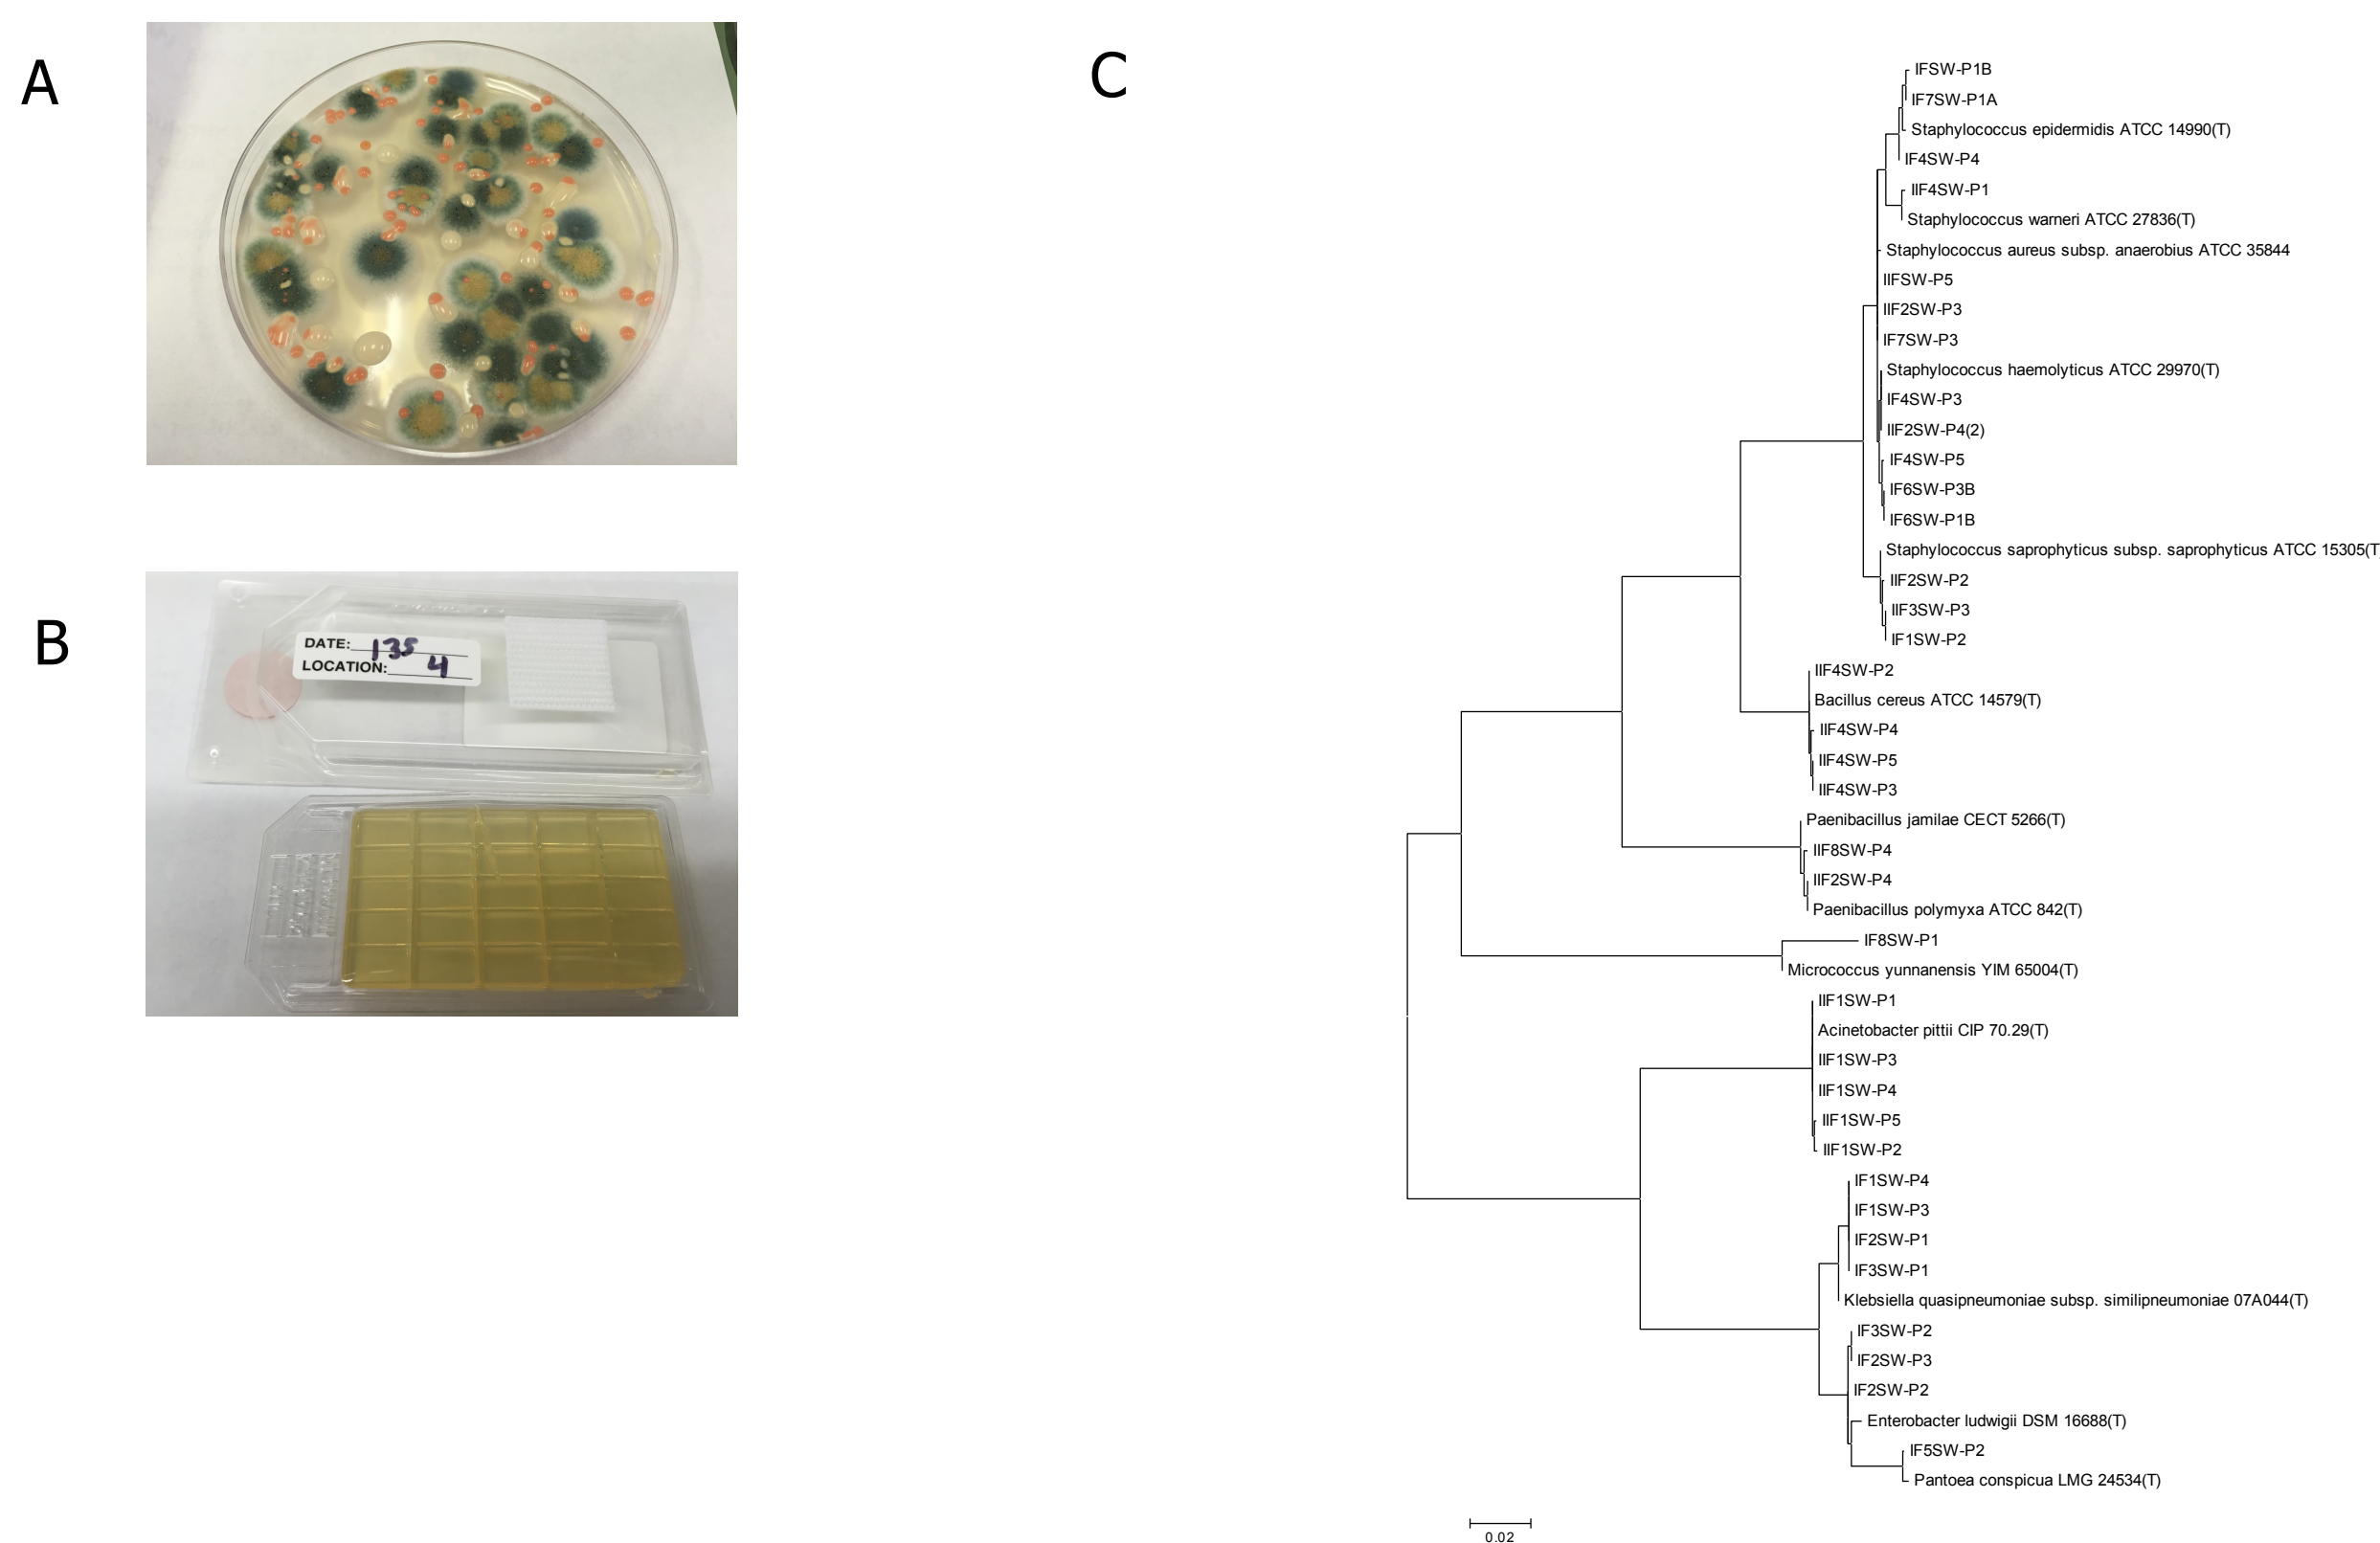 A
B
DATE: 135
LOCATION: 4
C
IFSW-P1B
IF7SW-P1A
Staphylococcus epidermidis ATCC 14990(T)
IF4SW-P4
IIF4SW-P1
Staphylococcus warneri ATCC 27836(T)
Staphylococcus aureus subsp. anaerobius ATCC 35844
IIFSW-P5
IIF2SW-P3
IF7SW-P3
Staphylococcus haemolyticus ATCC 29970(T)
IF4SW-P3
IIF2SW-P4(2)
IF4SW-P5
IF6SW-P3B
IF6SW-P1B
Staphylococcus saprophyticus subsp. saprophyticus ATCC 15305(T
IIF2SW-P2
IIF3SW-P3
IF1SW-P2
IIF4SW-P2
Bacillus cereus ATCC 14579(T)
IIF4SW-P4
IIF4SW-P5
IIF4SW-P3
Paenibacillus jamilae CECT 5266(T)
IIF8SW-P4
IIF2SW-P4
Paenibacillus polymyxa ATCC 842(T)
IF8SW-P1
Micrococcus yunnanensis YIM 65004(T)
IIF1SW-P1
Acinetobacter pittii CIP 70.29(T)
IIF1SW-P3
IIF1SW-P4
IIF1SW-P5
IIF1SW-P2
IF1SW-P4
IF1SW-P3
IF2SW-P1
IF3SW-P1
Klebsiella quasipneumoniae subsp. similipneumoniae 07A044(T)
IF3SW-P2
IF2SW-P3
IF2SW-P2
Enterobacter ludwigii DSM 16688(T)
IF5SW-P2
Pantoea conspicua LMG 24534(T)
0.02